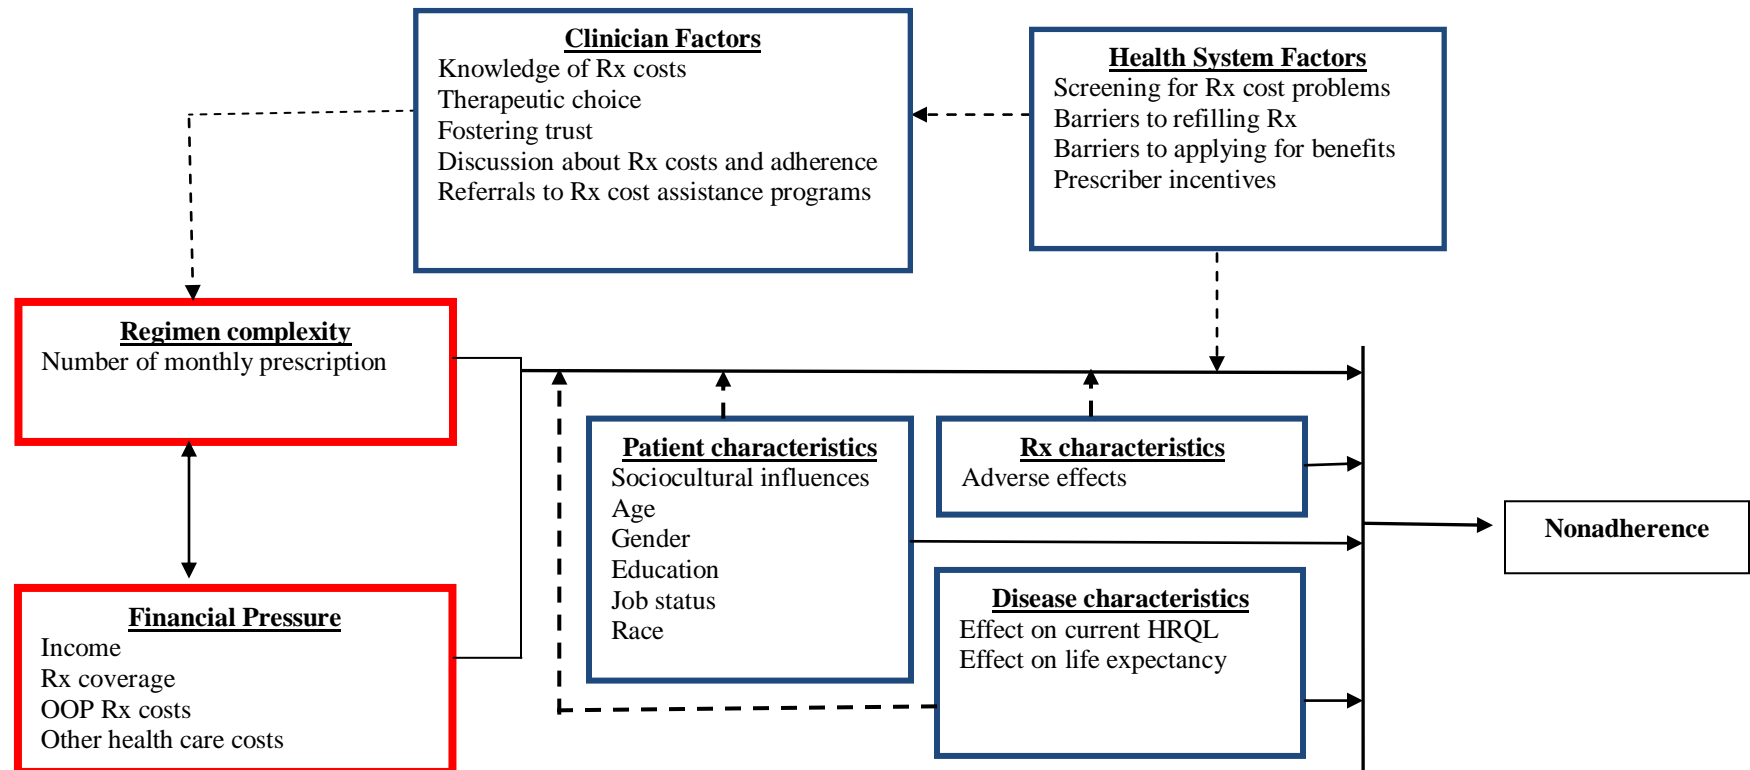 Clinician Factors
Knowledge of Rx costs
Therapeutic choice
Fostering trust
Discussion about Rx costs and adherence
Referrals to Rx cost assistance programs
Health System Factors
Screening for Rx cost problems
Barriers to refilling Rx
Barriers to applying for benefits
Prescriber incentives
Regimen complexity
Number of monthly prescription
Patient characteristics
Sociocultural influences
Age
Gender
Education
Job status
Race
Rx characteristics
Adverse effects
Nonadherence
Disease characteristics
Effect on current HRQL
Effect on life expectancy
Financial Pressure
Income
Rx coverage
OOP Rx costs
Other health care costs